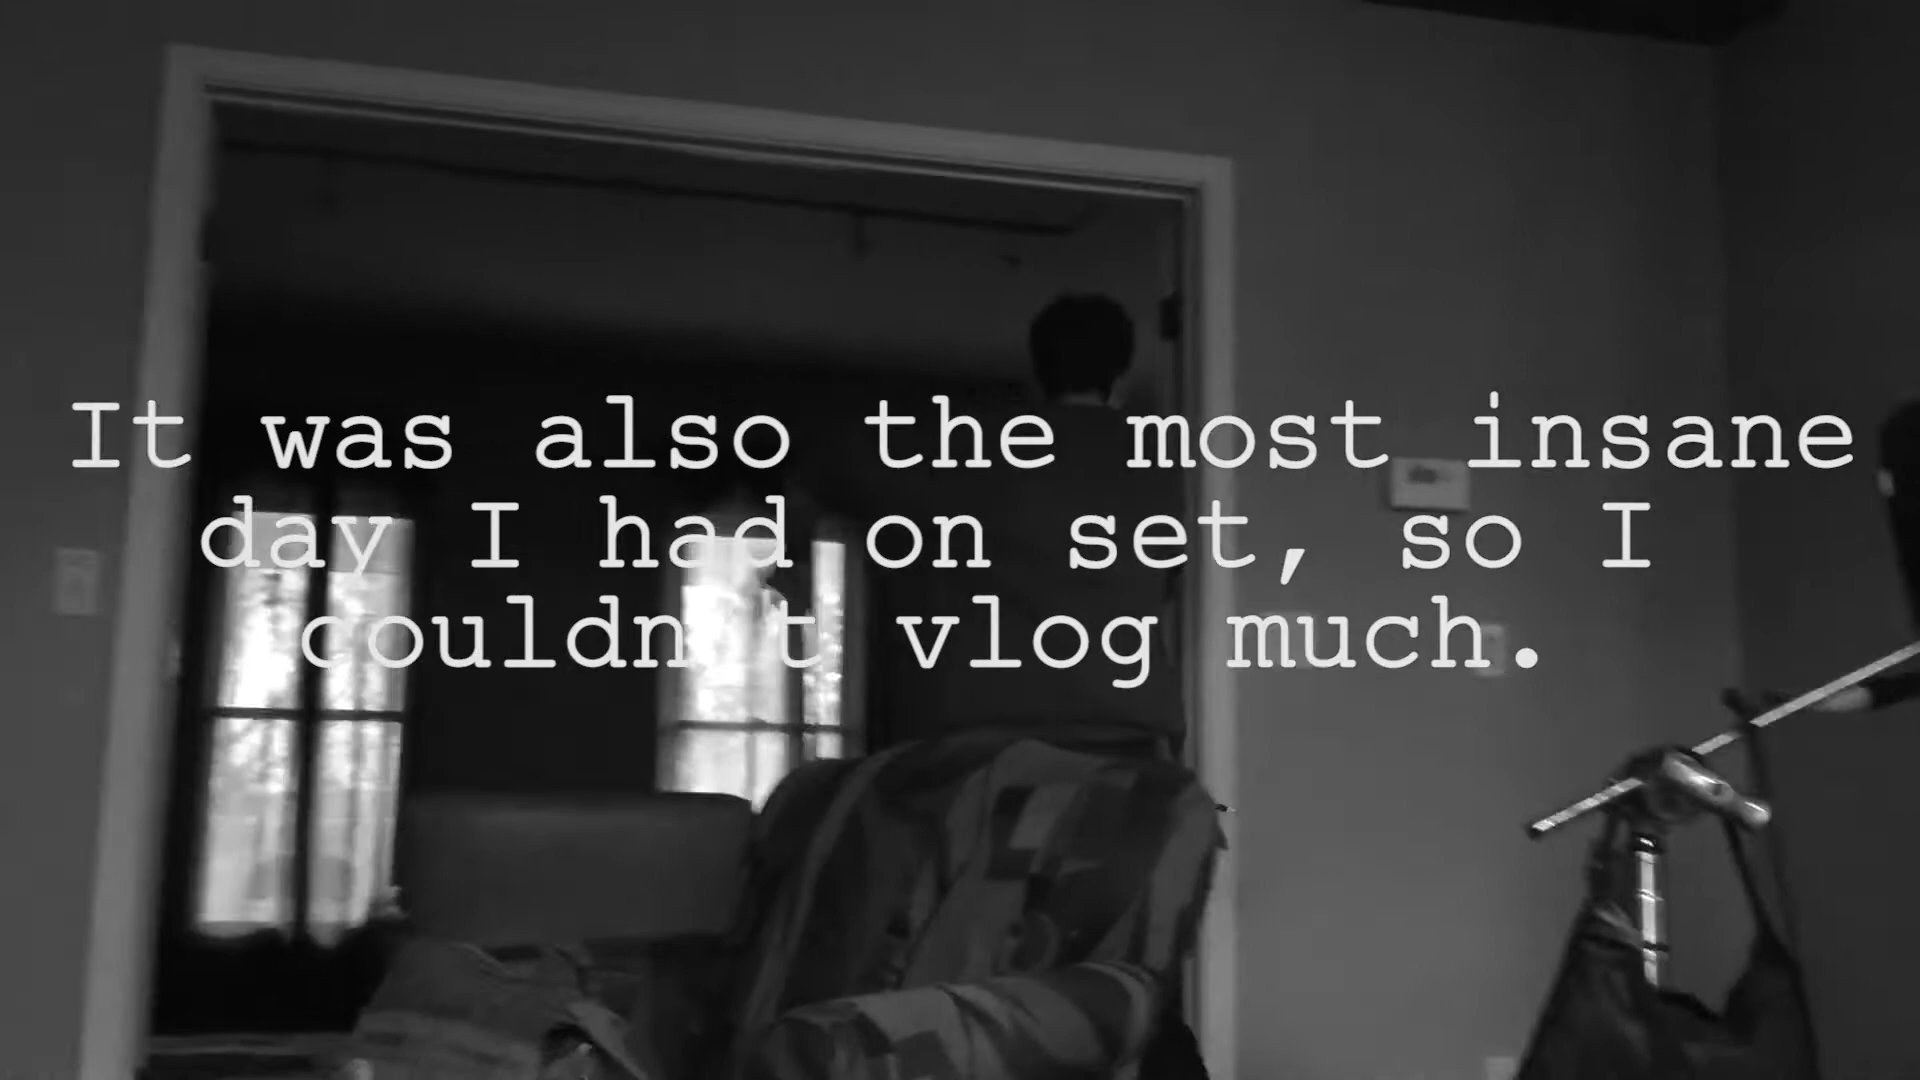 It was also the most insane
day I had on set, so I
couldn't vlog much.